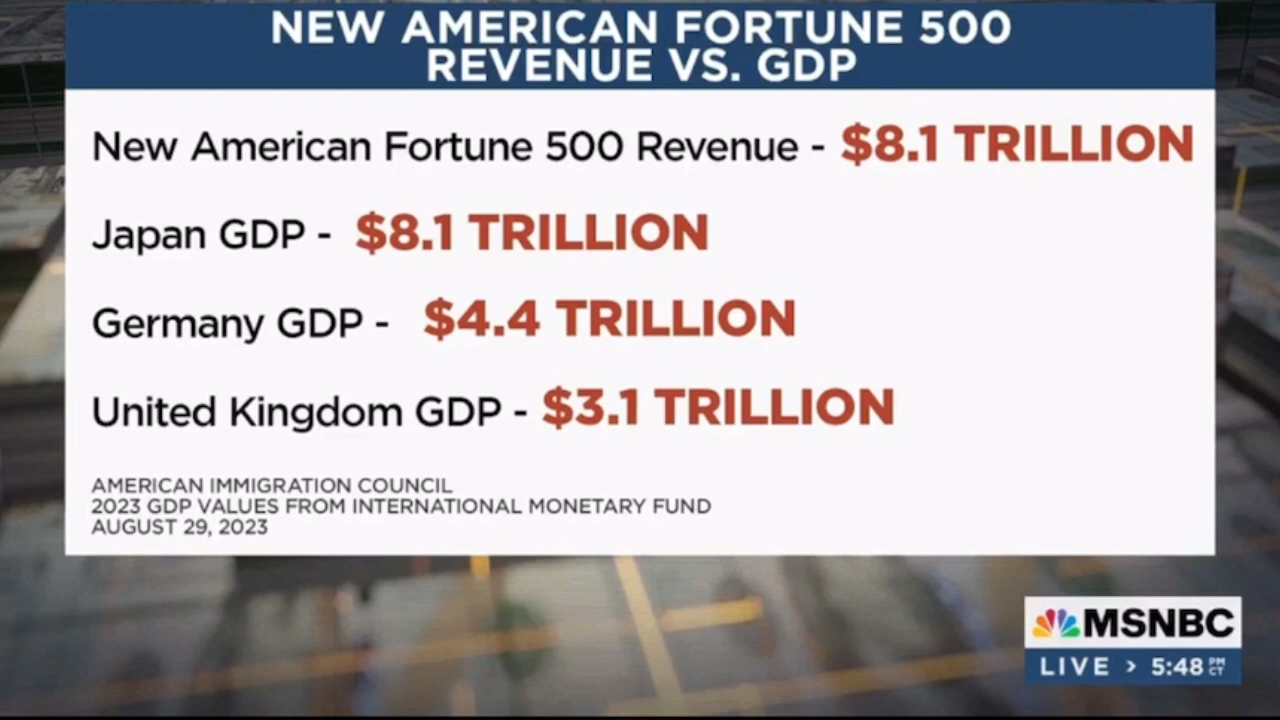 NEW AMERICAN FORTUNE 500
REVENUE VS. GDP
New American Fortune 500 Revenue - $8.1 TRILLION
Japan GDP - $8.1 TRILLION
Germany GDP - $4.4 TRILLION
United Kingdom GDP - $3.1 TRILLION
AMERICAN IMMIGRATION COUNCIL
2023 GDP VALUES FROM INTERNATIONAL MONETARY FUND
AUGUST 29, 2023
MSNBC
LIVE > 5:48 PM CT